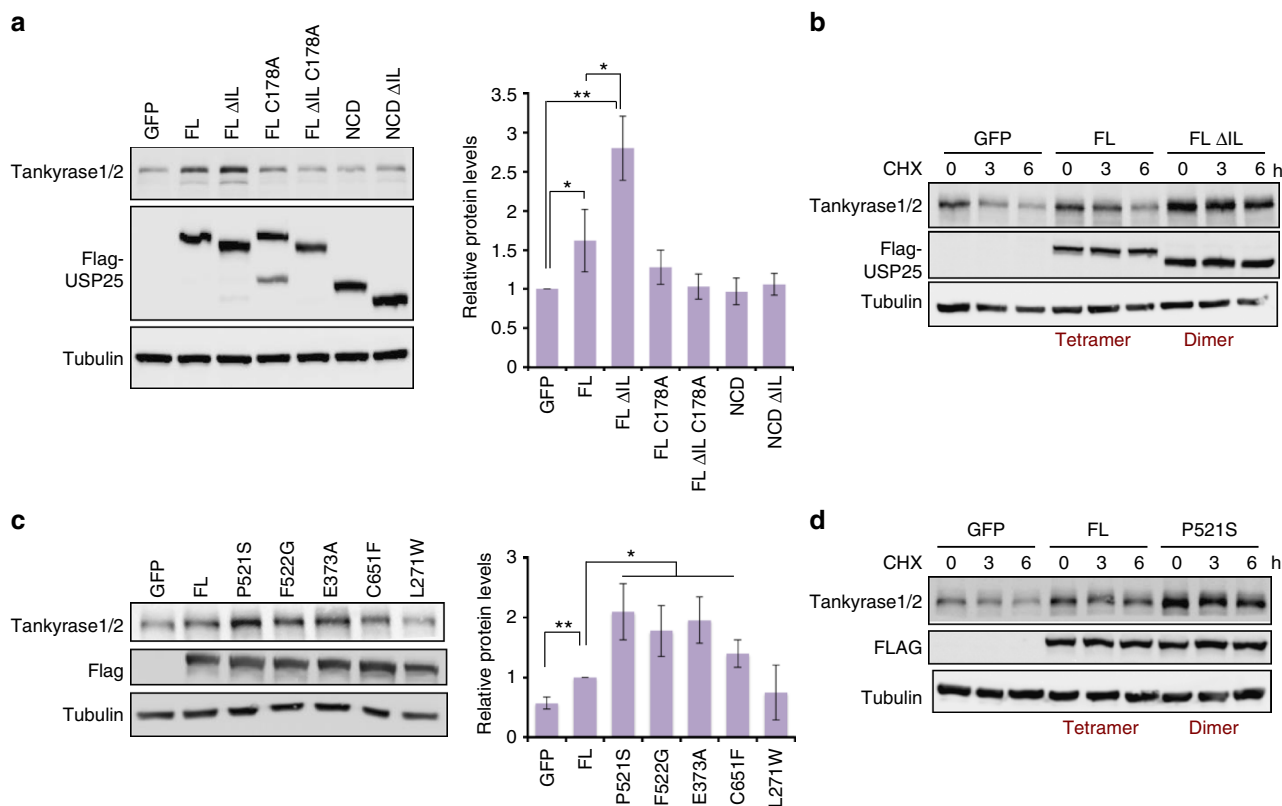 a
GFP
FL
FL ΔIL
FL C178A
FL ΔIL C178A
NCD
NCD ΔIL
Tankyrase1/2
Flag-
USP25
Tubulin
Relative protein levels
3.5
3
2.5
2
1.5
1
0.5
0
*
**
*
GFP
FL
FL ΔIL
FL C178A
FL ΔIL C178A
NCD
NCD ΔIL
b
GFP FL FL ΔIL
CHX 0 3 6 0 3 6 0 3 6 h
Tankyrase1/2
Flag-
USP25
Tubulin
Tetramer Dimer
c
GFP
FL
P521S
F522G
E373A
C651F
L271W
Tankyrase1/2
Flag
Tubulin
Relative protein levels
3
2
1
0
*
**
GFP
FL
P521S
F522G
E373A
C651F
L271W
d
GFP FL P521S
CHX 0 3 6 0 3 6 0 3 6 h
Tankyrase1/2
FLAG
Tubulin
Tetramer Dimer